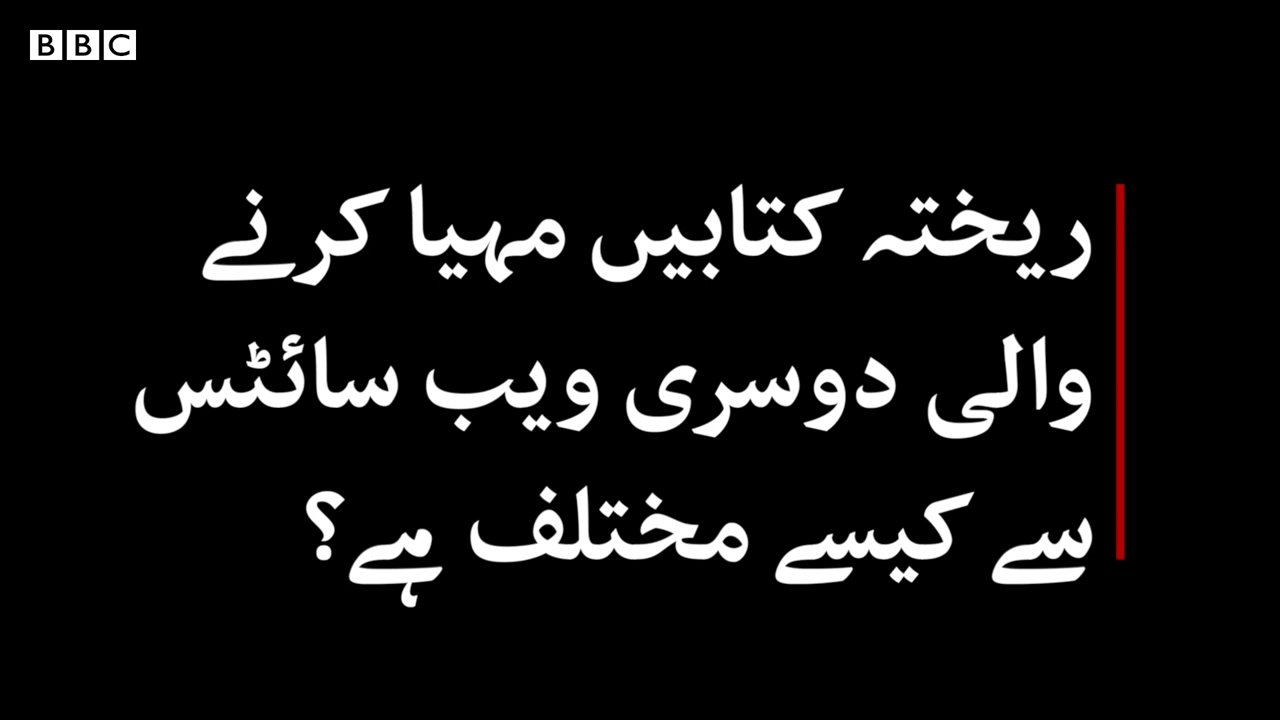 BBC
ریختہ کتابیں مہیا کرنے
والی دوسری ویب سائٹس
سے کیسے مختلف ہے؟